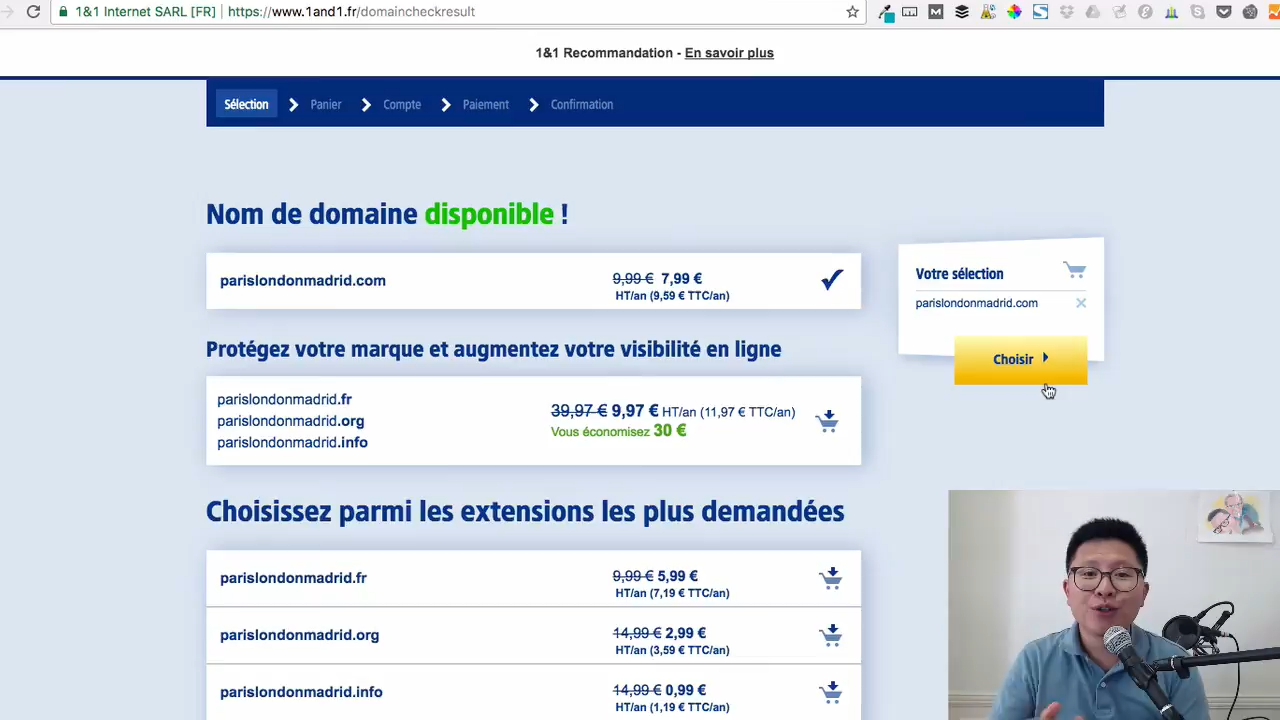 1&1 Internet SARL [FR] | https://www.1and1.fr/domaincheckresult
1&1 Recommandation - En savoir plus
Sélection Panier Compte Paiement Confirmation
Nom de domaine disponible !
parislondonmadrid.com 9,99 € 7,99 €
HT/an (9,59 € TTC/an)
Votre sélection
parislondonmadrid.com
Choisir
Protégez votre marque et augmentez votre visibilité en ligne
parislondonmadrid.fr
parislondonmadrid.org
parislondonmadrid.info
39,97 € 9,97 € HT/an (11,97 € TTC/an)
Vous économisez 30 €
Choisissez parmi les extensions les plus demandées
parislondonmadrid.fr 9,99 € 5,99 €
HT/an (7,19 € TTC/an)
parislondonmadrid.org 14,99 € 2,99 €
HT/an (3,59 € TTC/an)
parislondonmadrid.info 14,99 € 0,99 €
HT/an (1,19 € TTC/an)